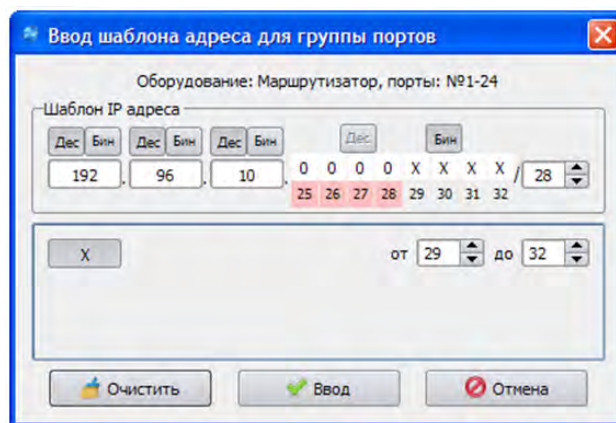 Ввод шаблона адреса для группы портов
Оборудование: Маршрутизатор, порты: №1-24
Шаблон IP адреса
Дес Бин Дес Бин Дес Бин Дес Бин
192 . 96 . 10 . 0 0 0 0 X X X X / 28
25 26 27 28 29 30 31 32
X от 29 до 32
Очистить Ввод Отмена